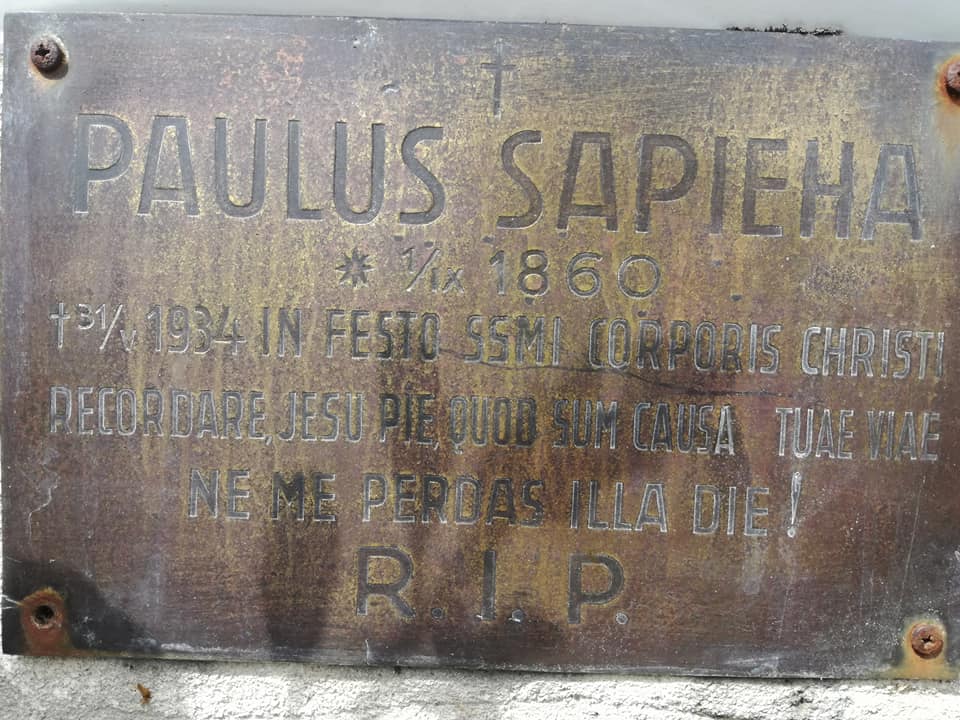 †
PAULUS SAPIEHA
* 1/IX 1860
† 31/V 1934 IN FESTO SSMI CORPORIS CHRISTI
RECORDARE, JESU PIE, QUOD SUM CAUSA TUAE VIAE
NE ME PERDAS ILLA DIE!
R.I.P.